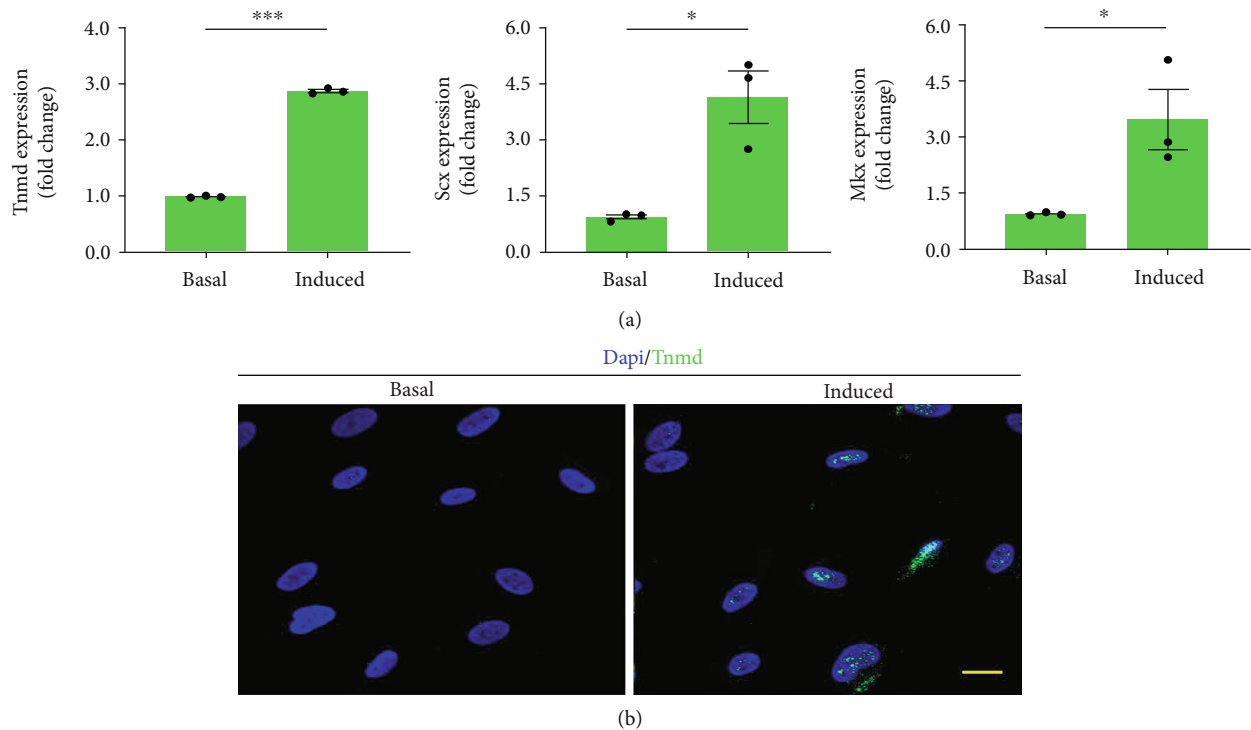 ***
4.0
3.0
2.0
1.0
0.0
Tnmd expression
(fold change)
Basal Induced
*
6.0
4.5
3.0
1.5
0.0
Scx expression
(fold change)
Basal Induced
*
6.0
4.5
3.0
1.5
0.0
Mkx expression
(fold change)
Basal Induced
(a)
Dapi/Tnmd
Basal Induced
(b)